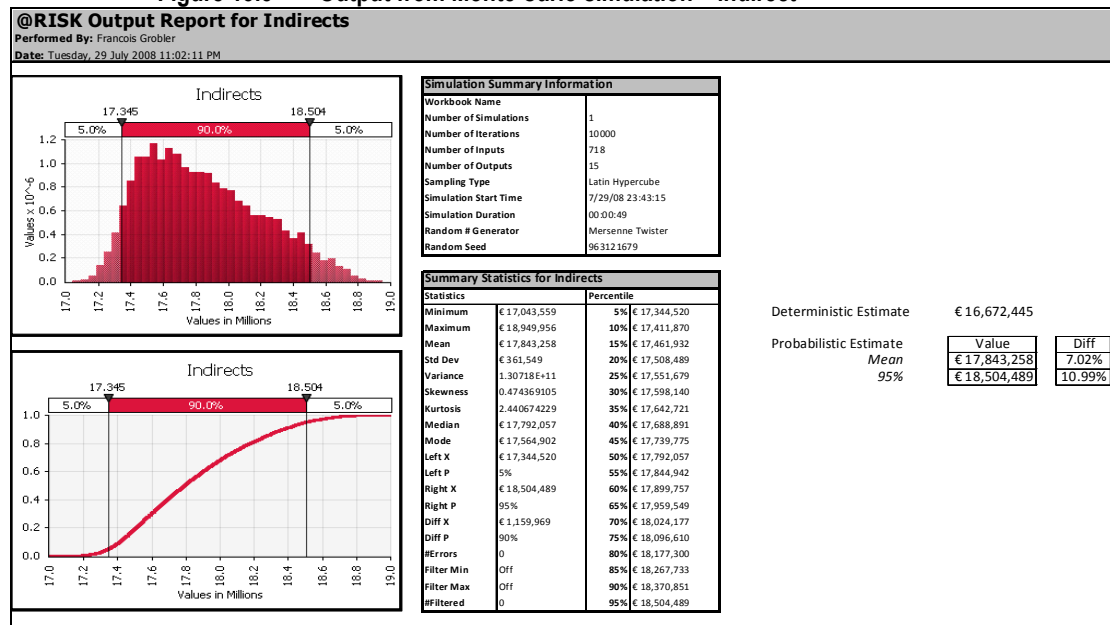 @RISK Output Report for Indirects
Performed By: Francois Grobler
Date: Tuesday, 29 July 2008 11:02:11 PM
Indirects
17.345 18.504
5.0% 90.0% 5.0%
1.2
1.0
0.8
0.6
0.4
0.2
0.0
Values x 10^-6
17.0 17.2 17.4 17.6 17.8 18.0 18.2 18.4 18.6 18.8 19.0
Values in Millions
Indirects
17.345 18.504
5.0% 90.0% 5.0%
1.0
0.8
0.6
0.4
0.2
0.0
17.0 17.2 17.4 17.6 17.8 18.0 18.2 18.4 18.6 18.8 19.0
Values in Millions
Simulation Summary Information
Workbook Name
Number of Simulations 1
Number of Iterations 10000
Number of Inputs 718
Number of Outputs 15
Sampling Type Latin Hypercube
Simulation Start Time 7/29/08 23:43:15
Simulation Duration 00:00:49
Random # Generator Mersenne Twister
Random Seed 963121679
Summary Statistics for Indirects
Statistics Percentile
Minimum € 17,043,559 5% € 17,344,520
Maximum € 18,949,956 10% € 17,411,870
Mean € 17,843,258 15% € 17,461,932
Std Dev € 361,549 20% € 17,508,489
Variance 1.30718E+11 25% € 17,551,679
Skewness 0.474369105 30% € 17,598,140
Kurtosis 2.440674229 35% € 17,642,721
Median € 17,792,057 40% € 17,688,891
Mode € 17,564,902 45% € 17,739,775
Left X € 17,344,520 50% € 17,792,057
Left P 5% 55% € 17,844,942
Right X € 18,504,489 60% € 17,899,757
Right P 95% 65% € 17,959,549
Diff X € 1,159,969 70% € 18,024,177
Diff P 90% 75% € 18,096,610
#Errors 0 80% € 18,177,300
Filter Min Off 85% € 18,267,733
Filter Max Off 90% € 18,370,851
#Filtered 0 95% € 18,504,489
Deterministic Estimate € 16,672,445
Probabilistic Estimate Value Diff
Mean € 17,843,258 7.02%
95% € 18,504,489 10.99%